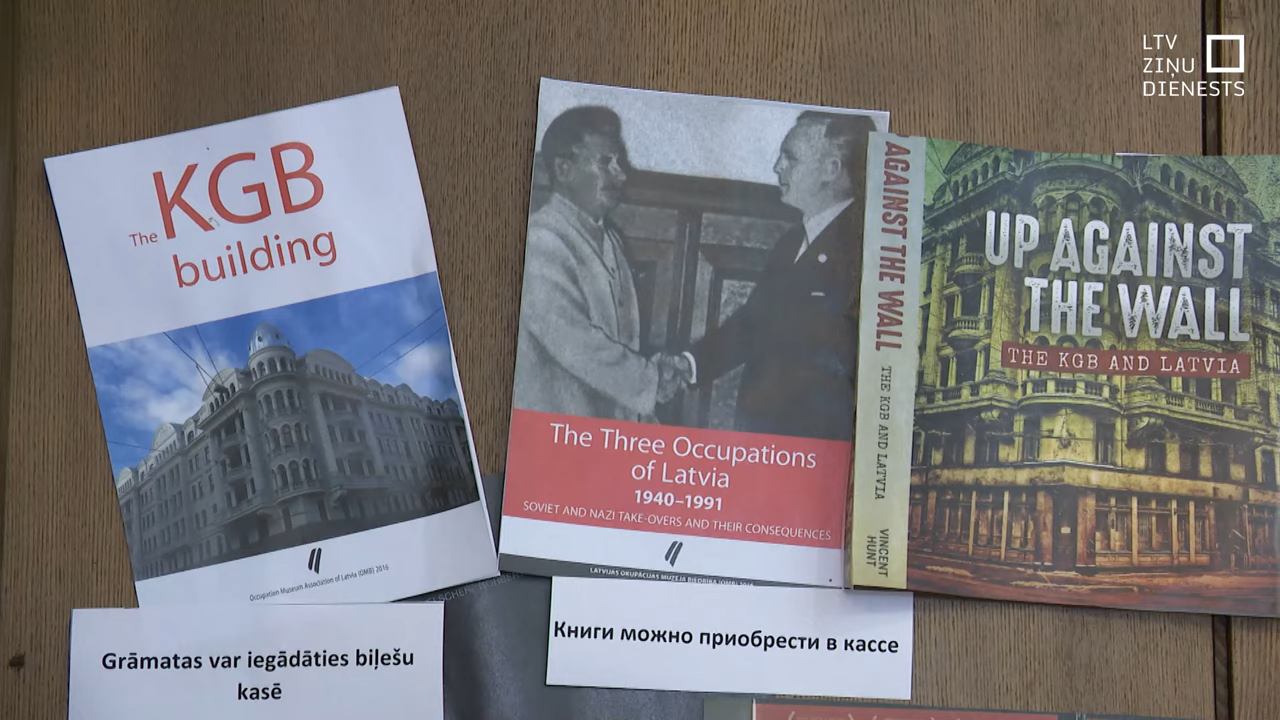 LTV
ZIŅU
DIENESTS
The KGB
building
Occupation Museum Association of Latvia (OMB) 2016
The Three Occupations
of Latvia
1940–1991
SOVIET AND NAZI TAKE-OVERS AND THEIR CONSEQUENCES
LATVIJAS OKUPĀCIJAS MUZEJA BIEDRĪBA (OMB) 2016
AGAINST THE WALL
THE KGB AND LATVIA
VINCENT
HUNT
UP AGAINST
THE WALL
THE KGB AND LATVIA
Grāmatas var iegādāties biļešu
kasē
Книги можно приобрести в кассе